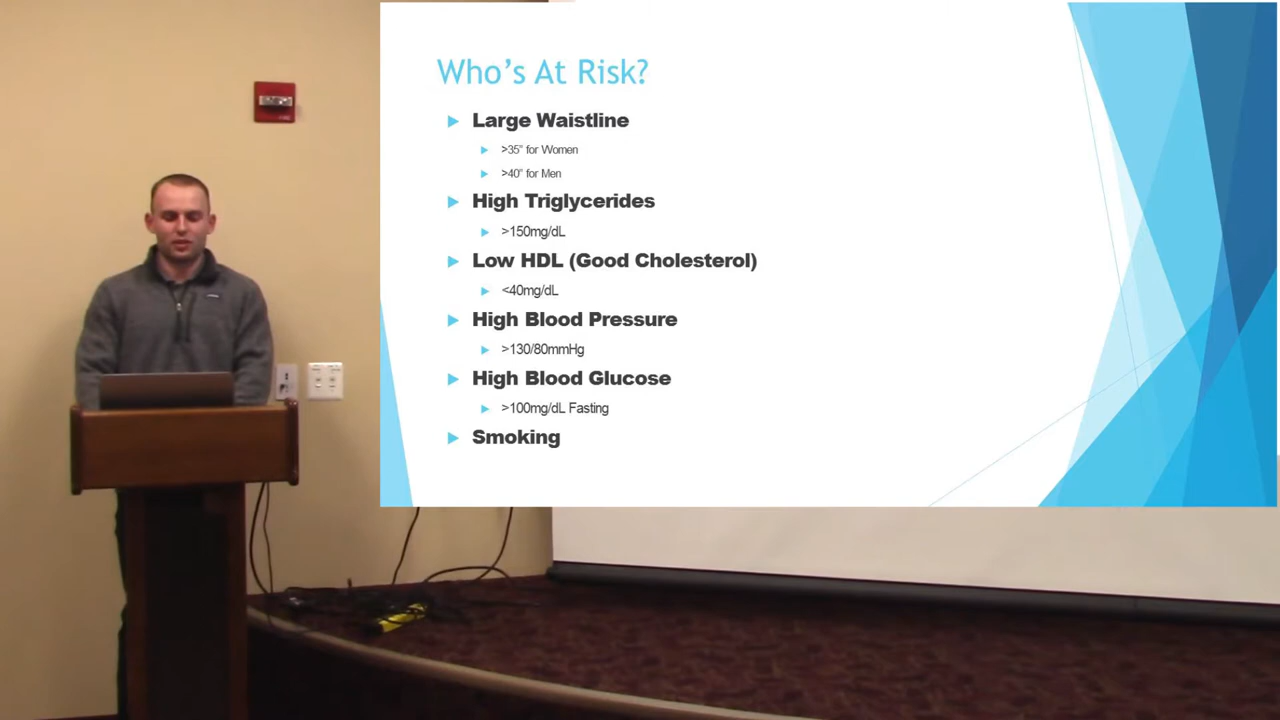 Who's At Risk?
Large Waistline
>35" for Women
>40" for Men
High Triglycerides
>150mg/dL
Low HDL (Good Cholesterol)
<40mg/dL
High Blood Pressure
>130/80mmHg
High Blood Glucose
>100mg/dL Fasting
Smoking